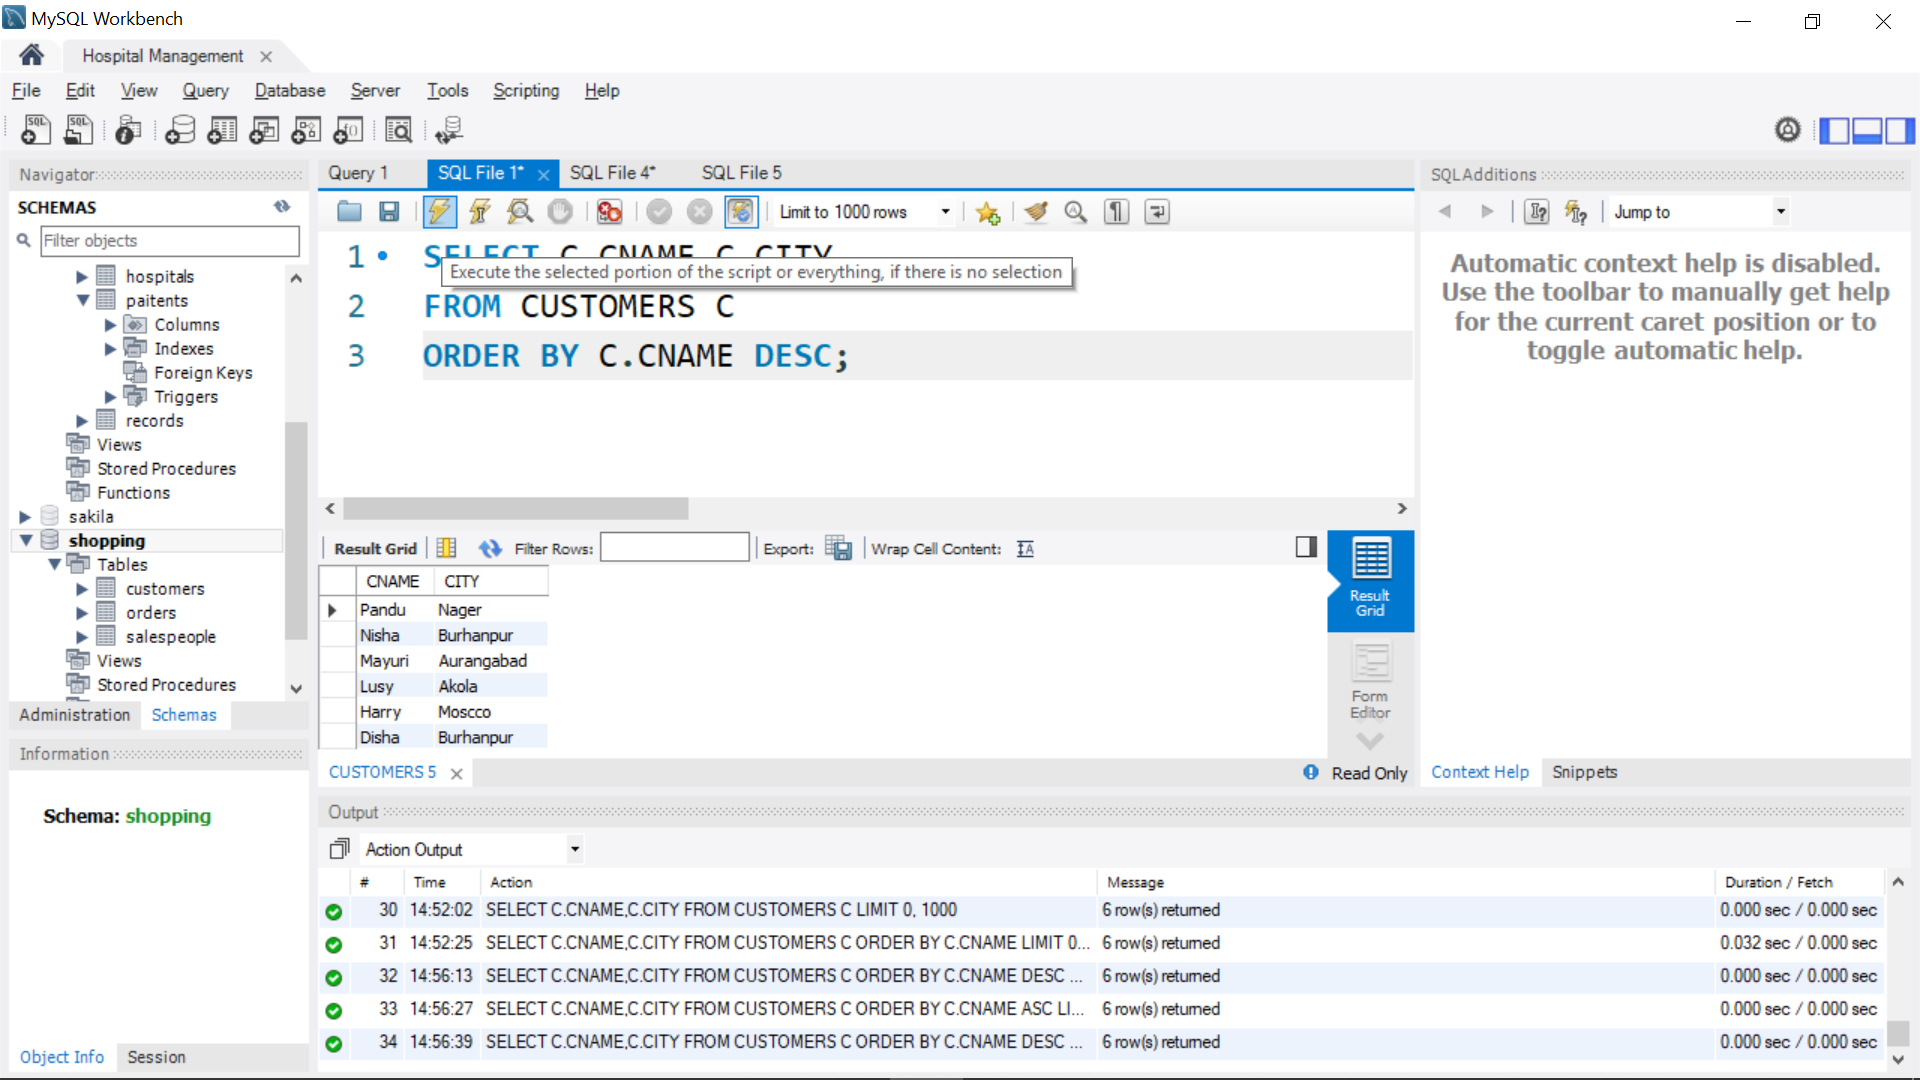 MySQL Workbench
Hospital Management
File Edit View Query Database Server Tools Scripting Help
Navigator
SCHEMAS
Filter objects
hospitals
paitents
Columns
Indexes
Foreign Keys
Triggers
records
Views
Stored Procedures
Functions
sakila
shopping
Tables
customers
orders
salespeople
Views
Stored Procedures
Administration Schemas
Information
Schema: shopping
Object Info Session
Query 1 SQL File 1* SQL File 4* SQL File 5
Limit to 1000 rows
1 SELECT C.CNAME,C.CITY
Execute the selected portion of the script or everything, if there is no selection
2 FROM CUSTOMERS C
3 ORDER BY C.CNAME DESC;
Result Grid Filter Rows: Export: Wrap Cell Content:
CNAME CITY
Pandu Nager
Nisha Burhanpur
Mayuri Aurangabad
Lusy Akola
Harry Moscco
Disha Burhanpur
Result
Grid
Form
Editor
CUSTOMERS 5 Read Only
SQLAdditions
Jump to
Automatic context help is disabled.
Use the toolbar to manually get help
for the current caret position or to
toggle automatic help.
Context Help Snippets
Output
Action Output
# Time Action Message Duration / Fetch
30 14:52:02 SELECT C.CNAME,C.CITY FROM CUSTOMERS C LIMIT 0, 1000 6 row(s) returned 0.000 sec / 0.000 sec
31 14:52:25 SELECT C.CNAME,C.CITY FROM CUSTOMERS C ORDER BY C.CNAME LIMIT 0... 6 row(s) returned 0.032 sec / 0.000 sec
32 14:56:13 SELECT C.CNAME,C.CITY FROM CUSTOMERS C ORDER BY C.CNAME DESC ... 6 row(s) returned 0.000 sec / 0.000 sec
33 14:56:27 SELECT C.CNAME,C.CITY FROM CUSTOMERS C ORDER BY C.CNAME ASC LI... 6 row(s) returned 0.000 sec / 0.000 sec
34 14:56:39 SELECT C.CNAME,C.CITY FROM CUSTOMERS C ORDER BY C.CNAME DESC ... 6 row(s) returned 0.000 sec / 0.000 sec